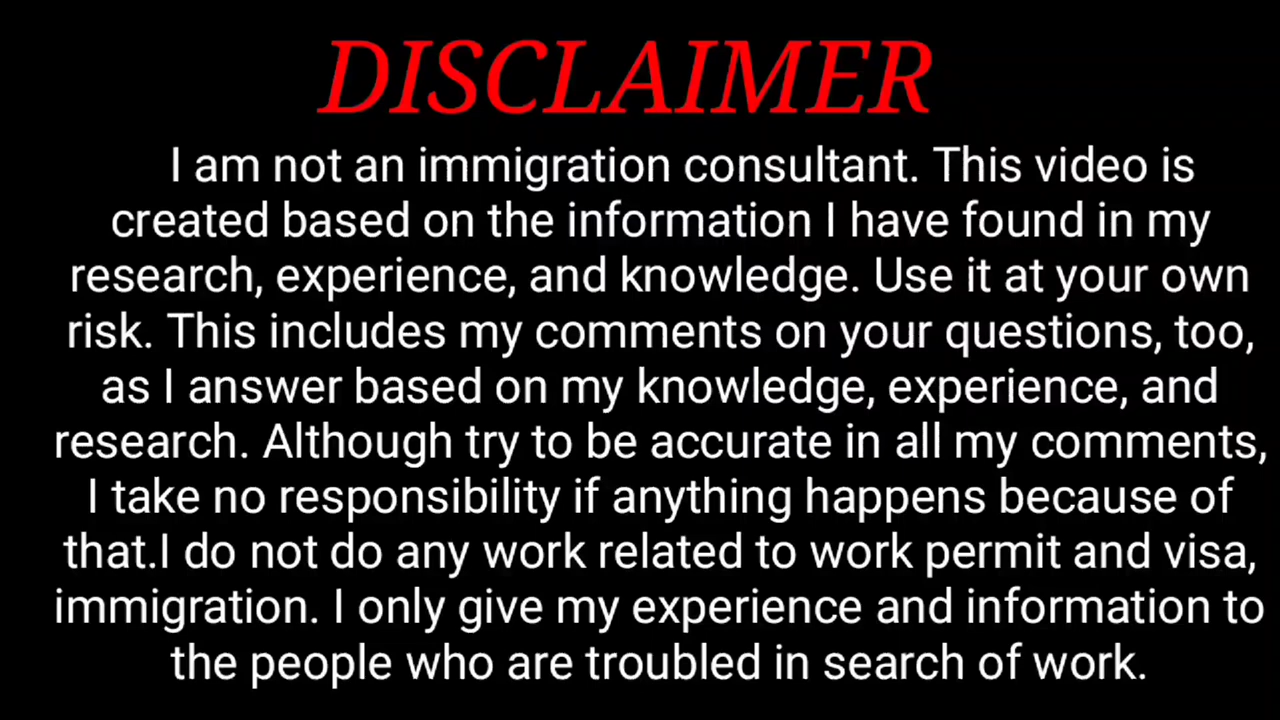 DISCLAIMER
I am not an immigration consultant. This video is
created based on the information I have found in my
research, experience, and knowledge. Use it at your own
risk. This includes my comments on your questions, too,
as I answer based on my knowledge, experience, and
research. Although try to be accurate in all my comments,
I take no responsibility if anything happens because of
that.I do not do any work related to work permit and visa,
immigration. I only give my experience and information to
the people who are troubled in search of work.